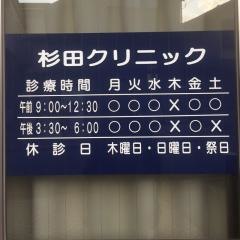 杉田クリニック
診療時間 月 火 水 木 金 土
午前 9:00〜12:30 ○ ○ ○ × ○ ○
午後 3:30〜 6:00 ○ ○ ○ × ○ ×
休診日 木曜日・日曜日・祭日